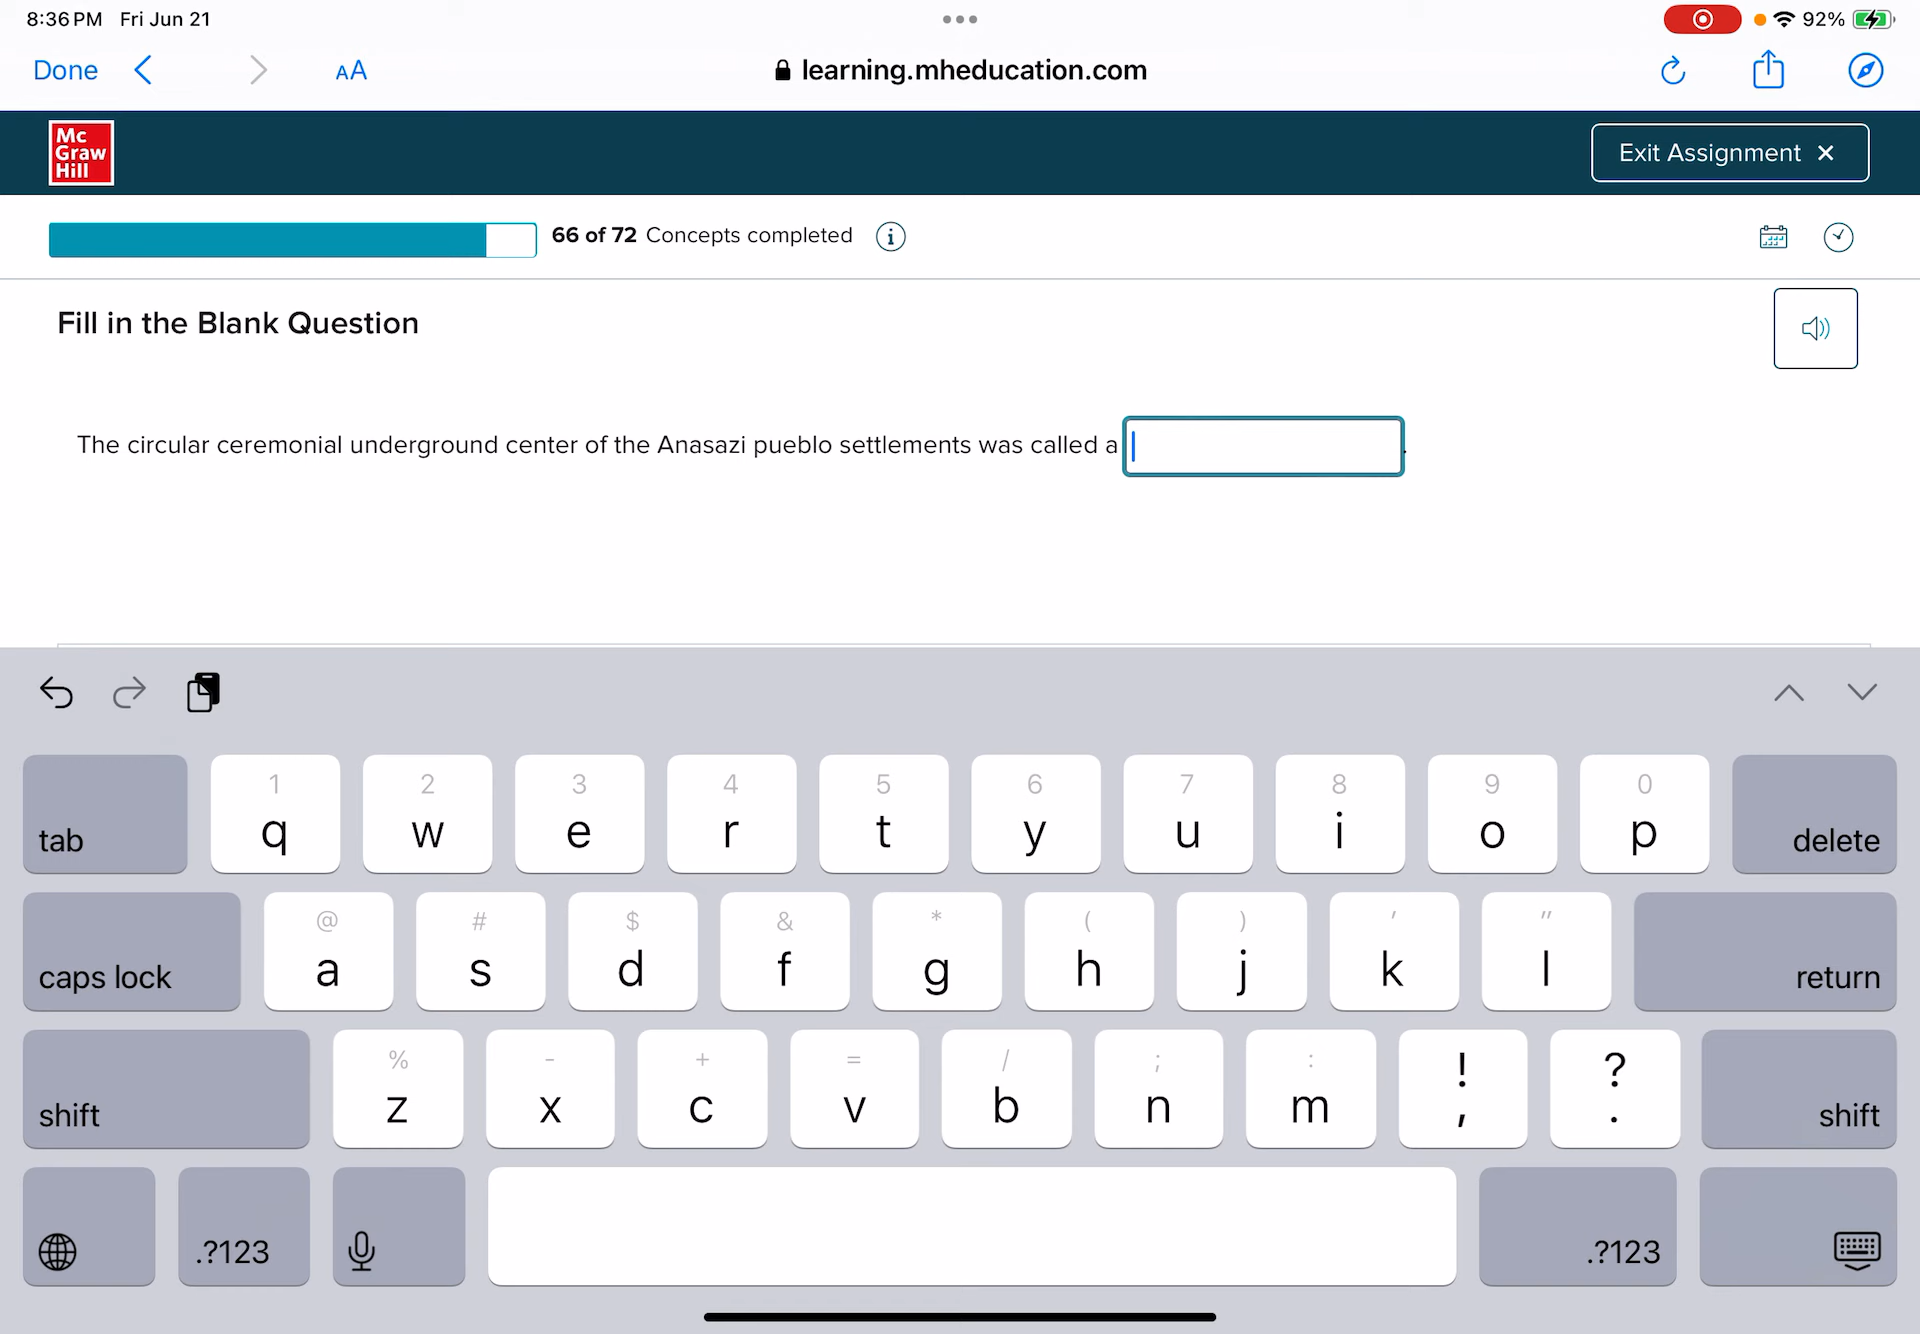 8:36 PM Fri Jun 21
92%
Done
AA
learning.mheducation.com
Mc
Graw
Hill
Exit Assignment ×
66 of 72 Concepts completed
i
Fill in the Blank Question
The circular ceremonial underground center of the Anasazi pueblo settlements was called a .
1 2 3 4 5 6 7 8 9 0
tab q w e r t y u i o p delete
@ # $ & * ( ) ' "
caps lock a s d f g h j k l return
% - + = / ; : ! ?
shift z x c v b n m , . shift
.?123 .?123